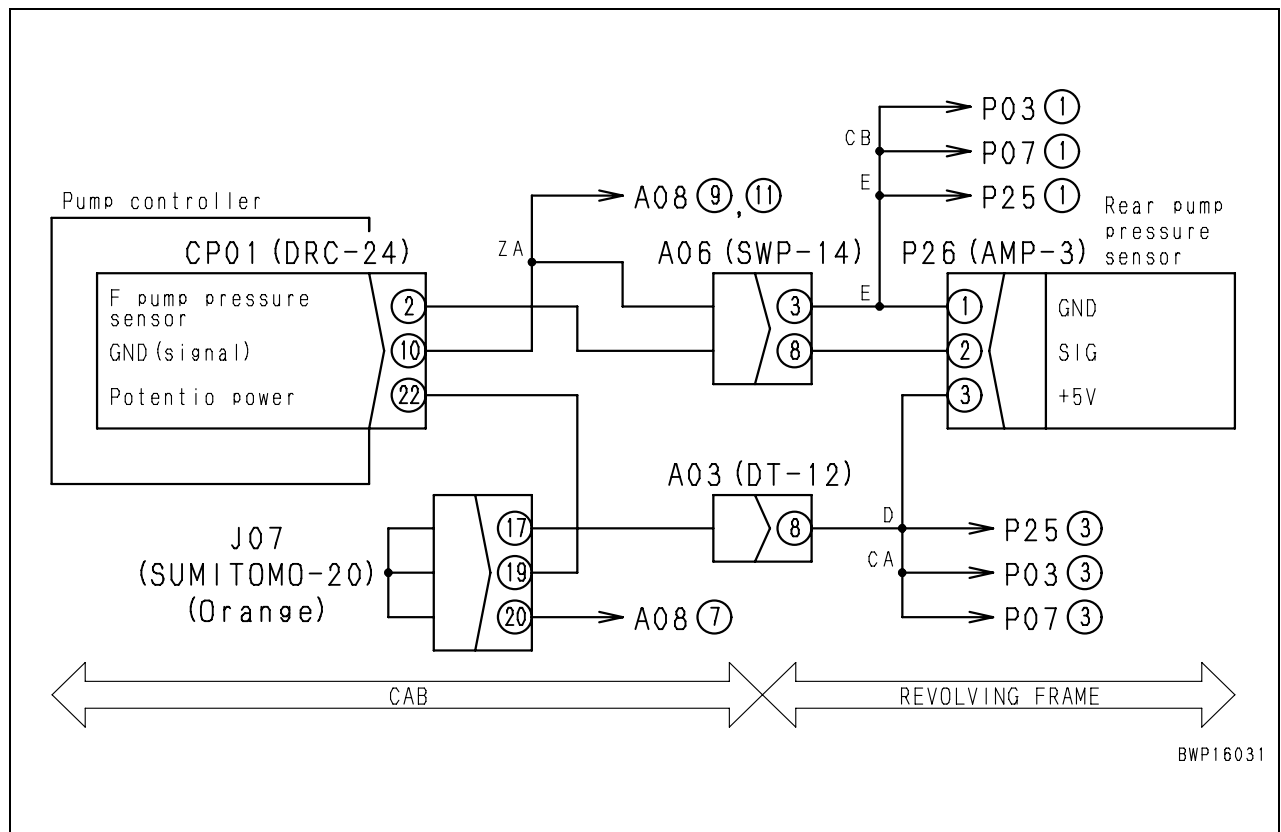 P03 ①
CB
P07 ①
E
P25 ①
Pump controller
A08 ⑨, ⑪
Rear pump
pressure
sensor
CP01 (DRC-24)
ZA
A06 (SWP-14)
P26 (AMP-3)
F pump pressure
sensor
②
③
E
①
GND
GND (signal)
⑩
⑧
②
SIG
Potentio power
㉒
③
+5V
A03 (DT-12)
J07
(SUMITOMO-20)
(Orange)
⑰
⑧
D
P25 ③
⑲
CA
P03 ③
⑳
A08 ⑦
P07 ③
CAB
REVOLVING FRAME
BWP16031